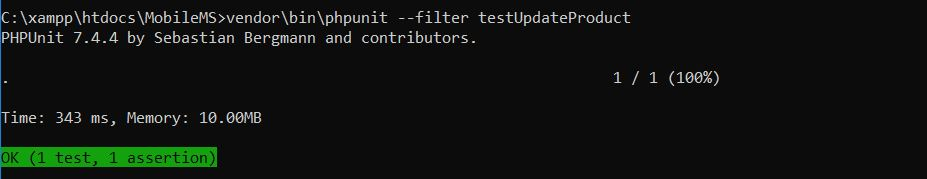 C:\xampp\htdocs\MobileMS>vendor\bin\phpunit --filter testUpdateProduct
PHPUnit 7.4.4 by Sebastian Bergmann and contributors.
. 1 / 1 (100%)
Time: 343 ms, Memory: 10.00MB
OK (1 test, 1 assertion)